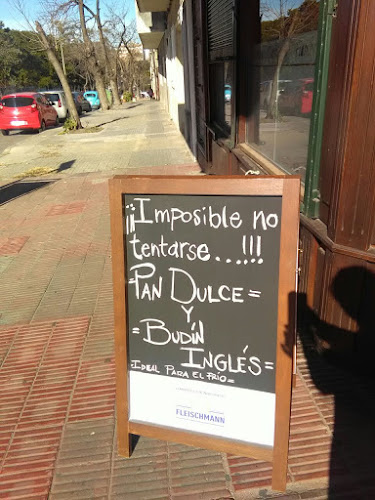 ¡¡¡Imposible no
tentarse....!!!
=PAN DULCE=
Y
=BUDÍN
INGLÉS=
=IDEAL PARA EL FRÍO=
FLEISCHMANN